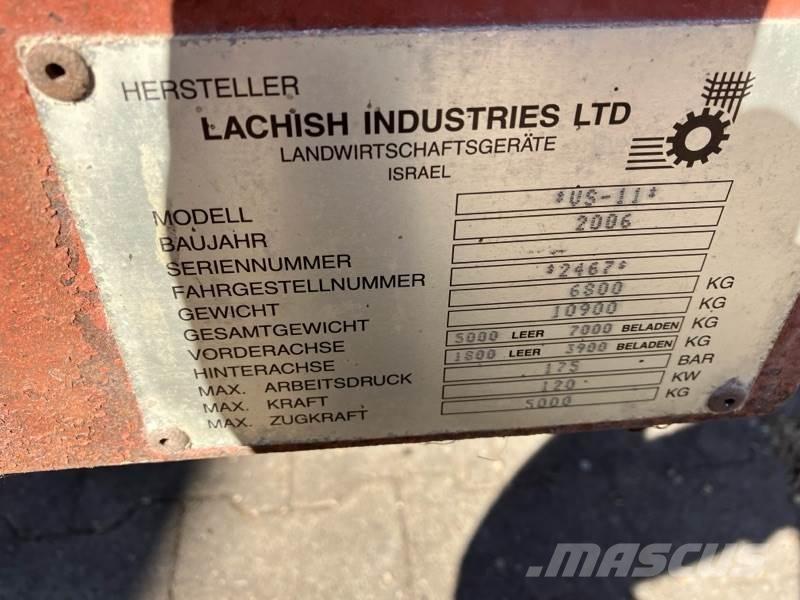 HERSTELLER
LACHISH INDUSTRIES LTD
LANDWIRTSCHAFTSGERÄTE
ISRAEL
MODELL *VS-11*
BAUJAHR 2006
SERIENNUMMER
FAHRGESTELLNUMMER *2467*
GEWICHT 6800 KG
GESAMTGEWICHT 10900 KG
VORDERACHSE 5000 LEER 7000 BELADEN KG
HINTERACHSE 1800 LEER 3900 BELADEN KG
MAX. ARBEITSDRUCK 175 BAR
MAX. KRAFT 120 KW
MAX. ZUGKRAFT 5000 KG
MASCUS